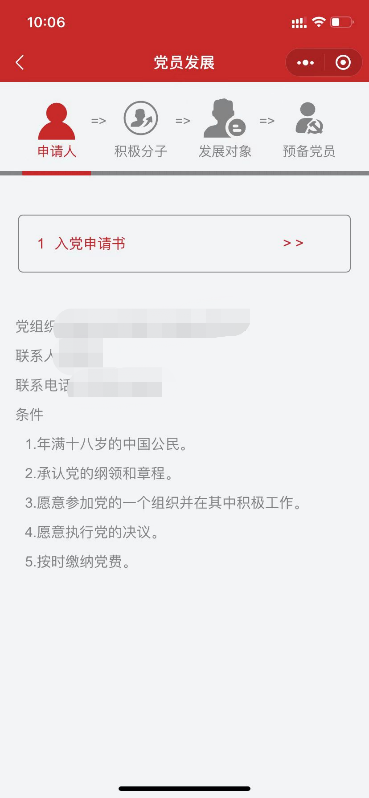 10:06
党员发展
申请人 => 积极分子 => 发展对象 => 预备党员
1 入党申请书 >>
党组织
联系人
联系电话
条件
1.年满十八岁的中国公民。
2.承认党的纲领和章程。
3.愿意参加党的一个组织并在其中积极工作。
4.愿意执行党的决议。
5.按时缴纳党费。